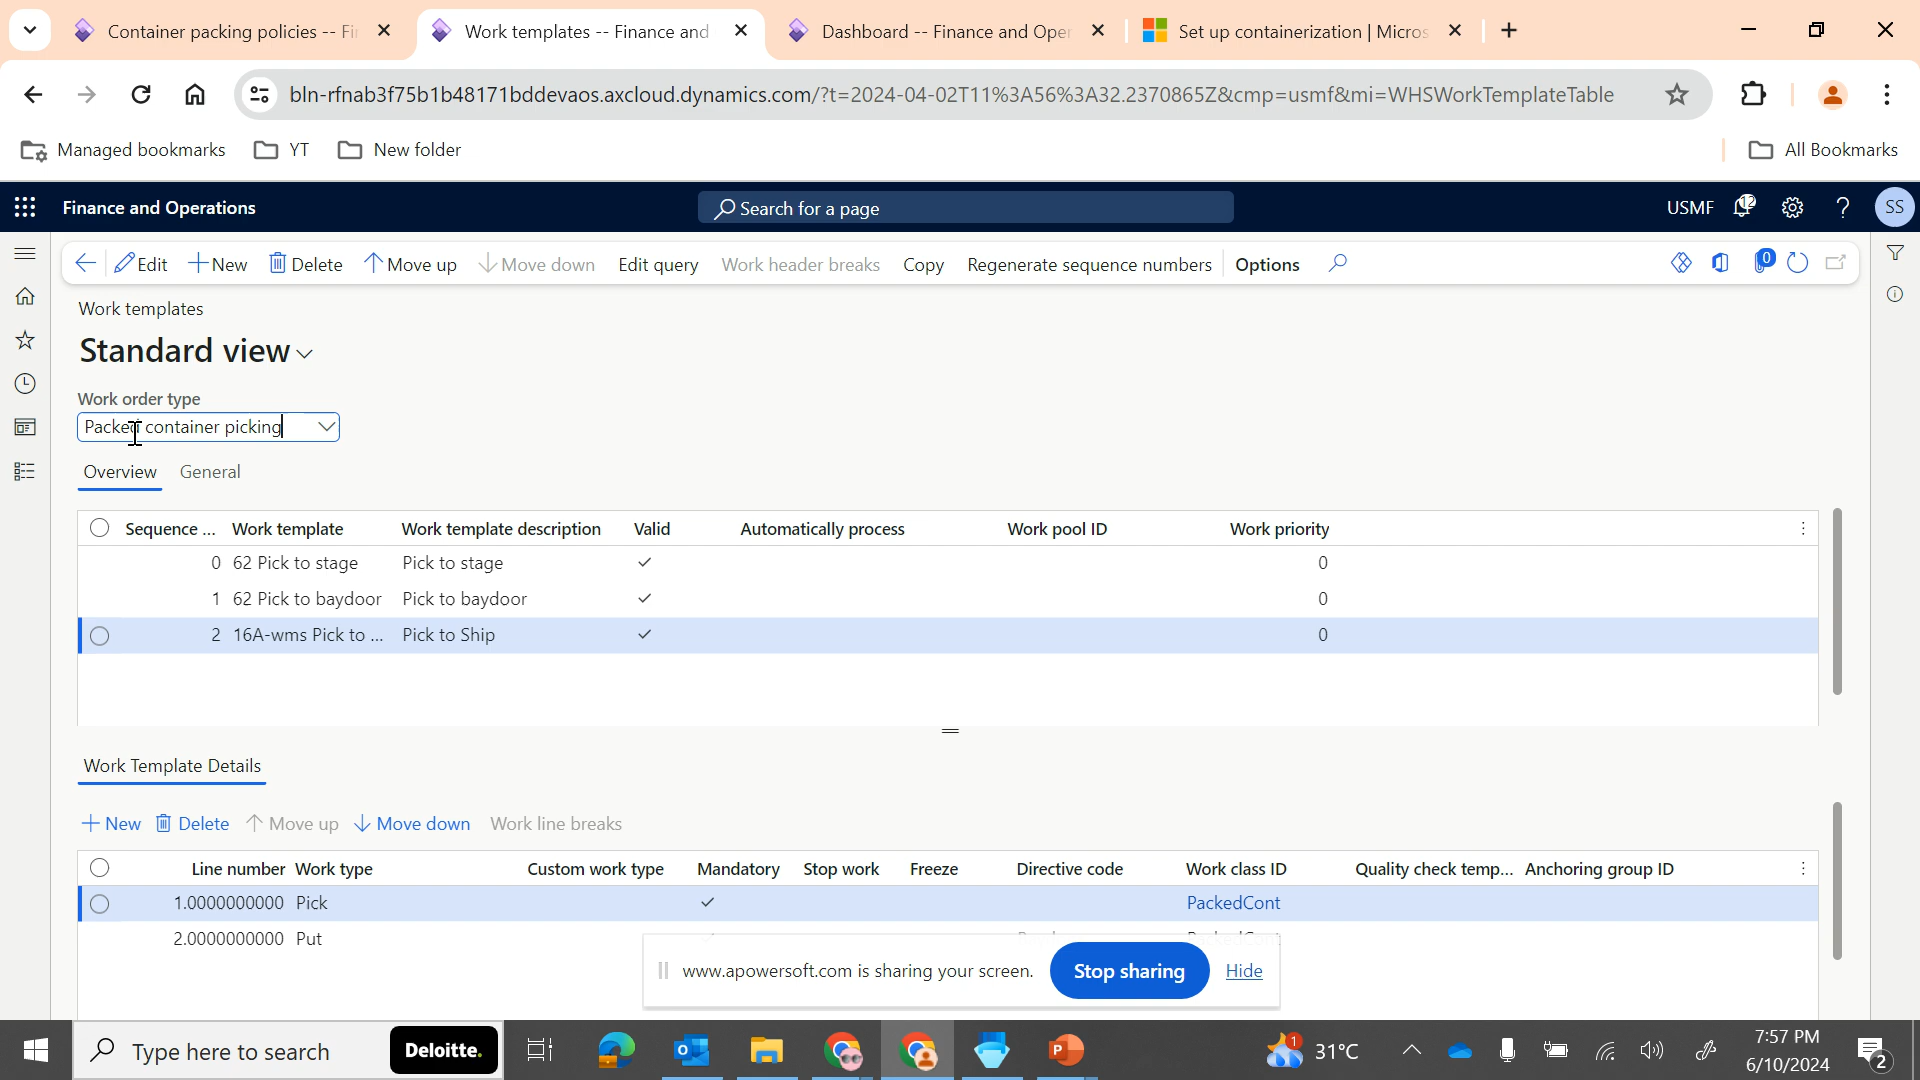 Container packing policies -- Fi
Work templates -- Finance and
Dashboard -- Finance and Oper
Set up containerization | Micros
bln-rfnab3f75b1b48171bddevaos.axcloud.dynamics.com/?t=2024-04-02T11%3A56%3A32.2370865Z&cmp=usmf&mi=WHSWorkTemplateTable
Managed bookmarks YT New folder All Bookmarks
Finance and Operations Search for a page USMF 12 ? SS
Edit New Delete Move up Move down Edit query Work header breaks Copy Regenerate sequence numbers Options 0
Work templates
Standard view
Work order type
Packed container picking
Overview General
Sequence ... Work template Work template description Valid Automatically process Work pool ID Work priority
0 62 Pick to stage Pick to stage 0
1 62 Pick to baydoor Pick to baydoor 0
2 16A-wms Pick to ... Pick to Ship 0
Work Template Details
New Delete Move up Move down Work line breaks
Line number Work type Custom work type Mandatory Stop work Freeze Directive code Work class ID Quality check temp... Anchoring group ID
1.0000000000 Pick PackedCont
2.0000000000 Put
www.apowersoft.com is sharing your screen. Stop sharing Hide
Type here to search Deloitte. 1 31°C 7:57 PM
6/10/2024 2